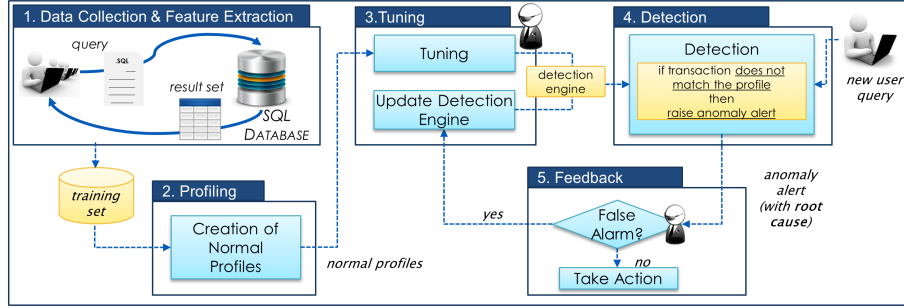 1. Data Collection & Feature Extraction
query
.SQL
result set
SQL
DATABASE
training
set
2. Profiling
Creation of
Normal
Profiles
normal profiles
3.Tuning
Tuning
Update Detection
Engine
detection
engine
4. Detection
Detection
if transaction does not
match the profile
then
raise anomaly alert
new user
query
anomaly
alert
(with root
cause)
5. Feedback
False
Alarm?
yes
no
Take Action